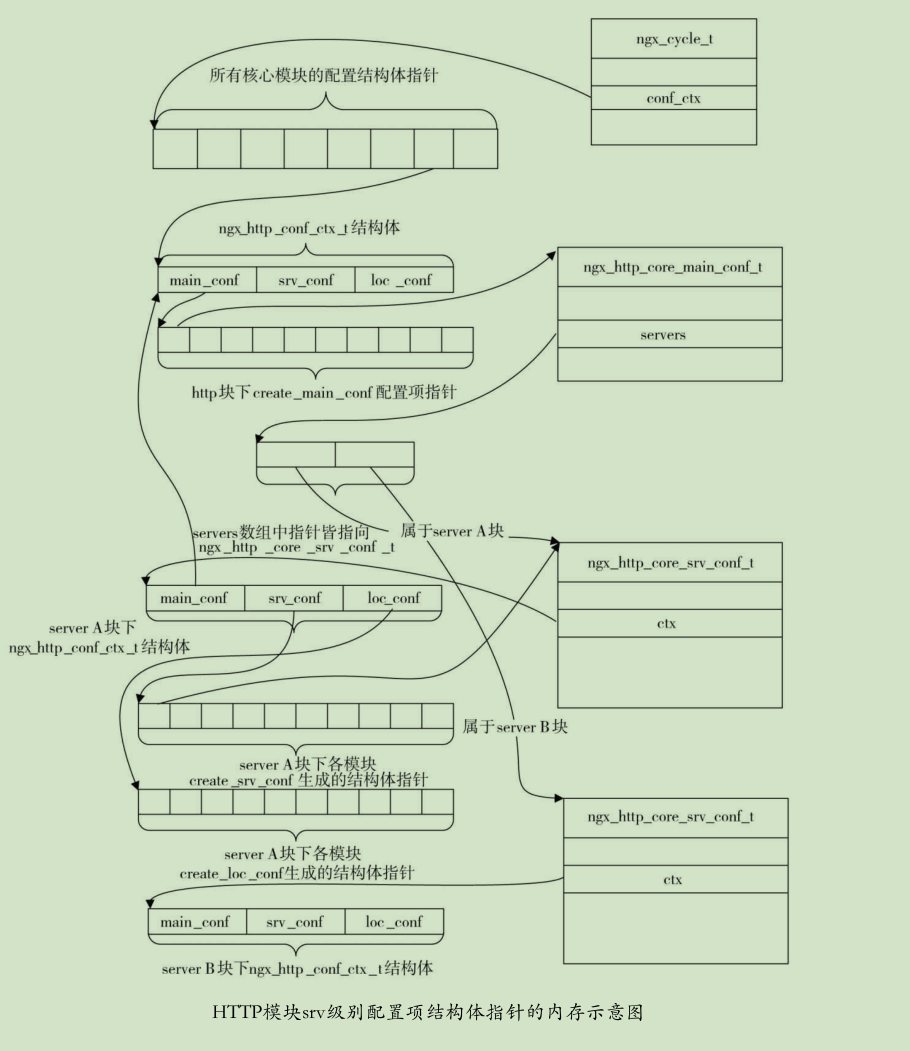 ngx_cycle_t
conf_ctx
所有核心模块的配置结构体指针
ngx_http_conf_ctx_t结构体
main_conf srv_conf loc_conf
ngx_http_core_main_conf_t
servers
http块下create_main_conf配置项指针
servers数组中指针皆指向
ngx_http_core_srv_conf_t
属于server A块
ngx_http_core_srv_conf_t
ctx
main_conf srv_conf loc_conf
server A块下
ngx_http_conf_ctx_t结构体
属于server B块
server A块下各模块
create_srv_conf生成的结构体指针
ngx_http_core_srv_conf_t
ctx
server A块下各模块
create_loc_conf生成的结构体指针
main_conf srv_conf loc_conf
server B块下ngx_http_conf_ctx_t结构体
HTTP模块srv级别配置项结构体指针的内存示意图